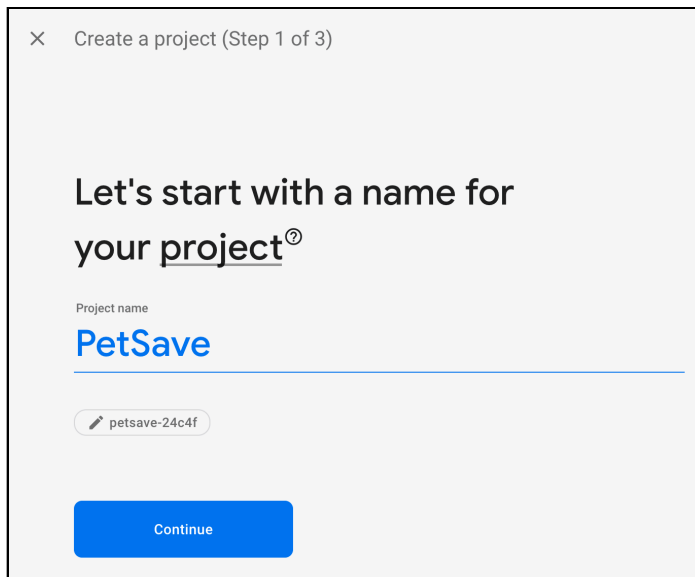 Create a project (Step 1 of 3)
Let's start with a name for
your project
Project name
PetSave
petsave-24c4f
Continue